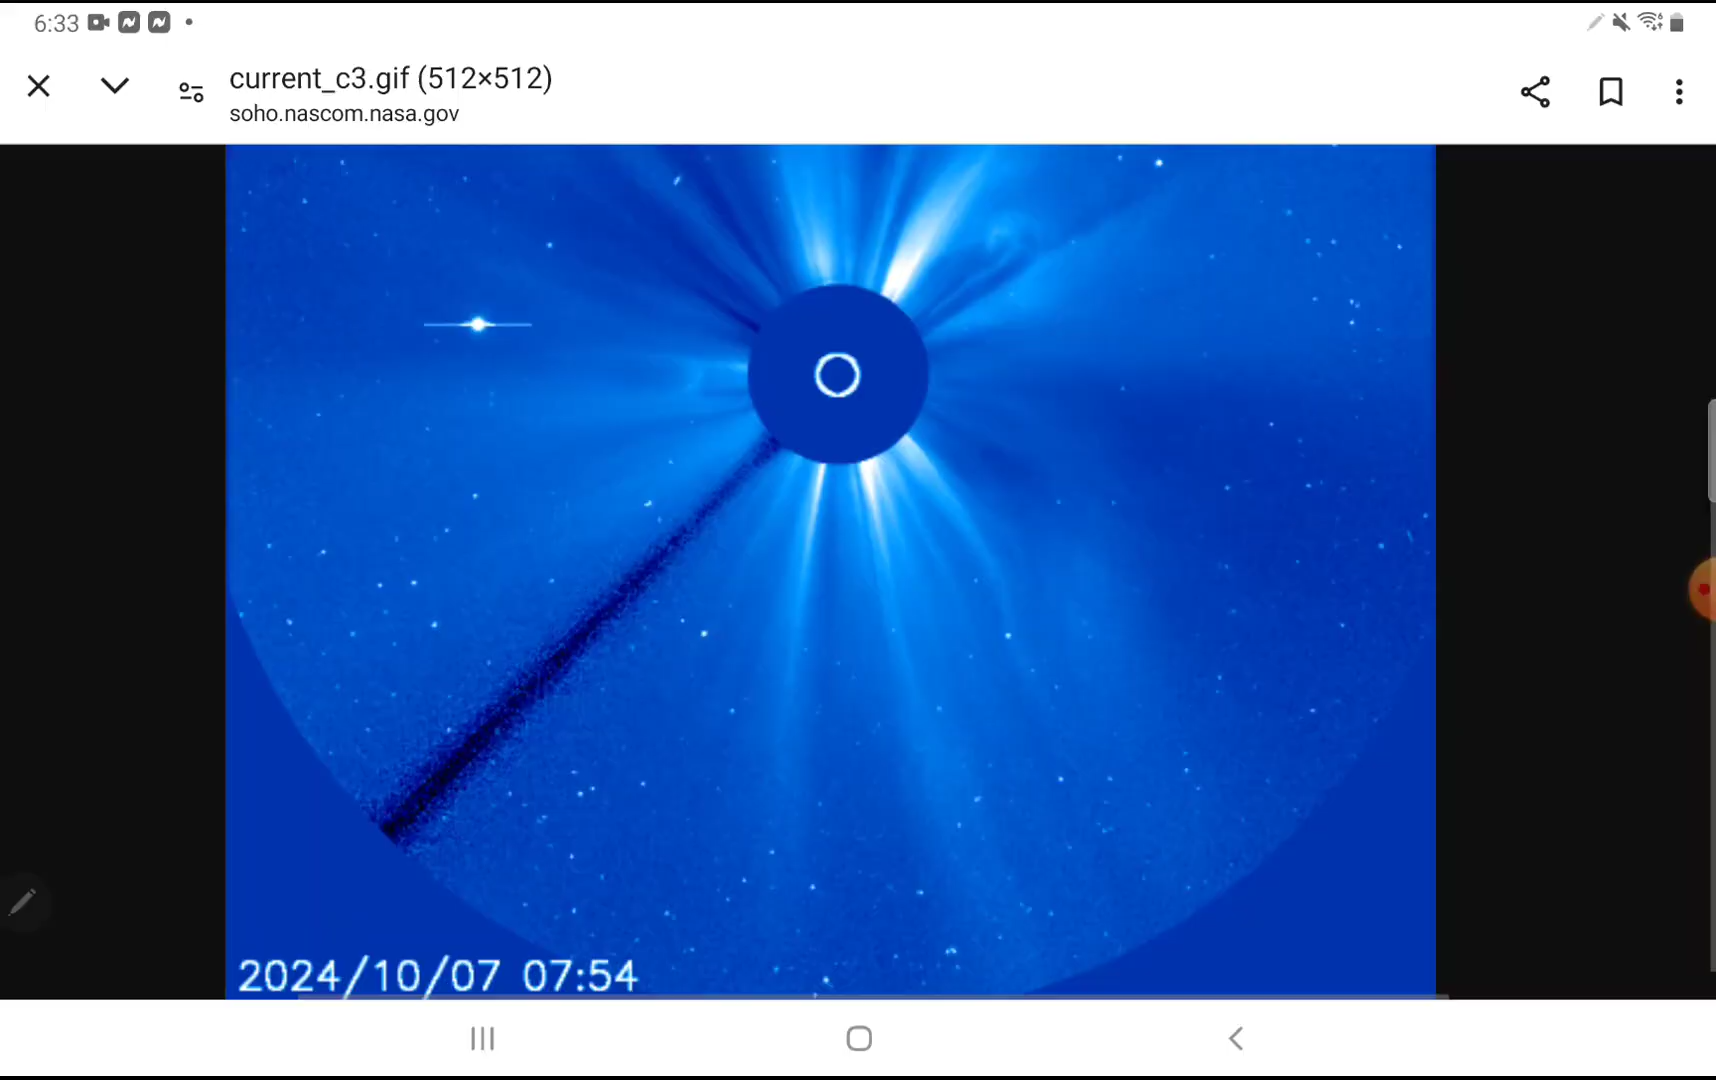 6:33
current_c3.gif (512×512)
soho.nascom.nasa.gov
2024/10/07 07:54